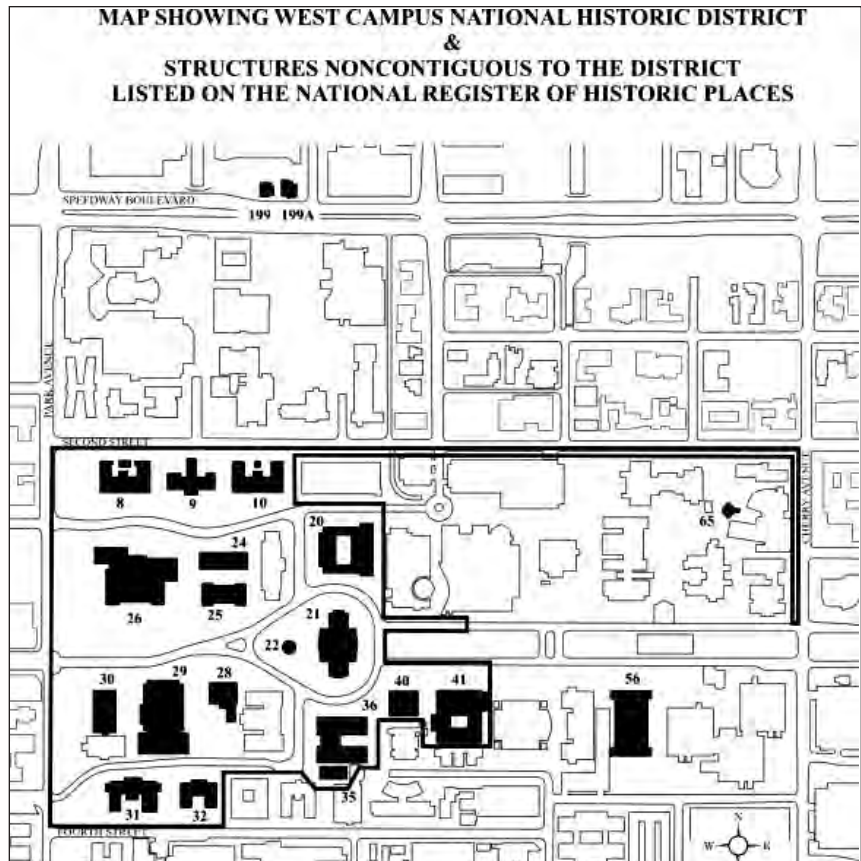 MAP SHOWING WEST CAMPUS NATIONAL HISTORIC DISTRICT
&
STRUCTURES NONCONTIGUOUS TO THE DISTRICT
LISTED ON THE NATIONAL REGISTER OF HISTORIC PLACES
SPEEDWAY BOULEVARD
199 199A
PARK AVENUE
SECOND STREET
CHERRY AVENUE
8
9
10
20
65
24
26
25
21
22
30
29
28
36
40
41
56
31
32
35
FOURTH STREET
N
W
E